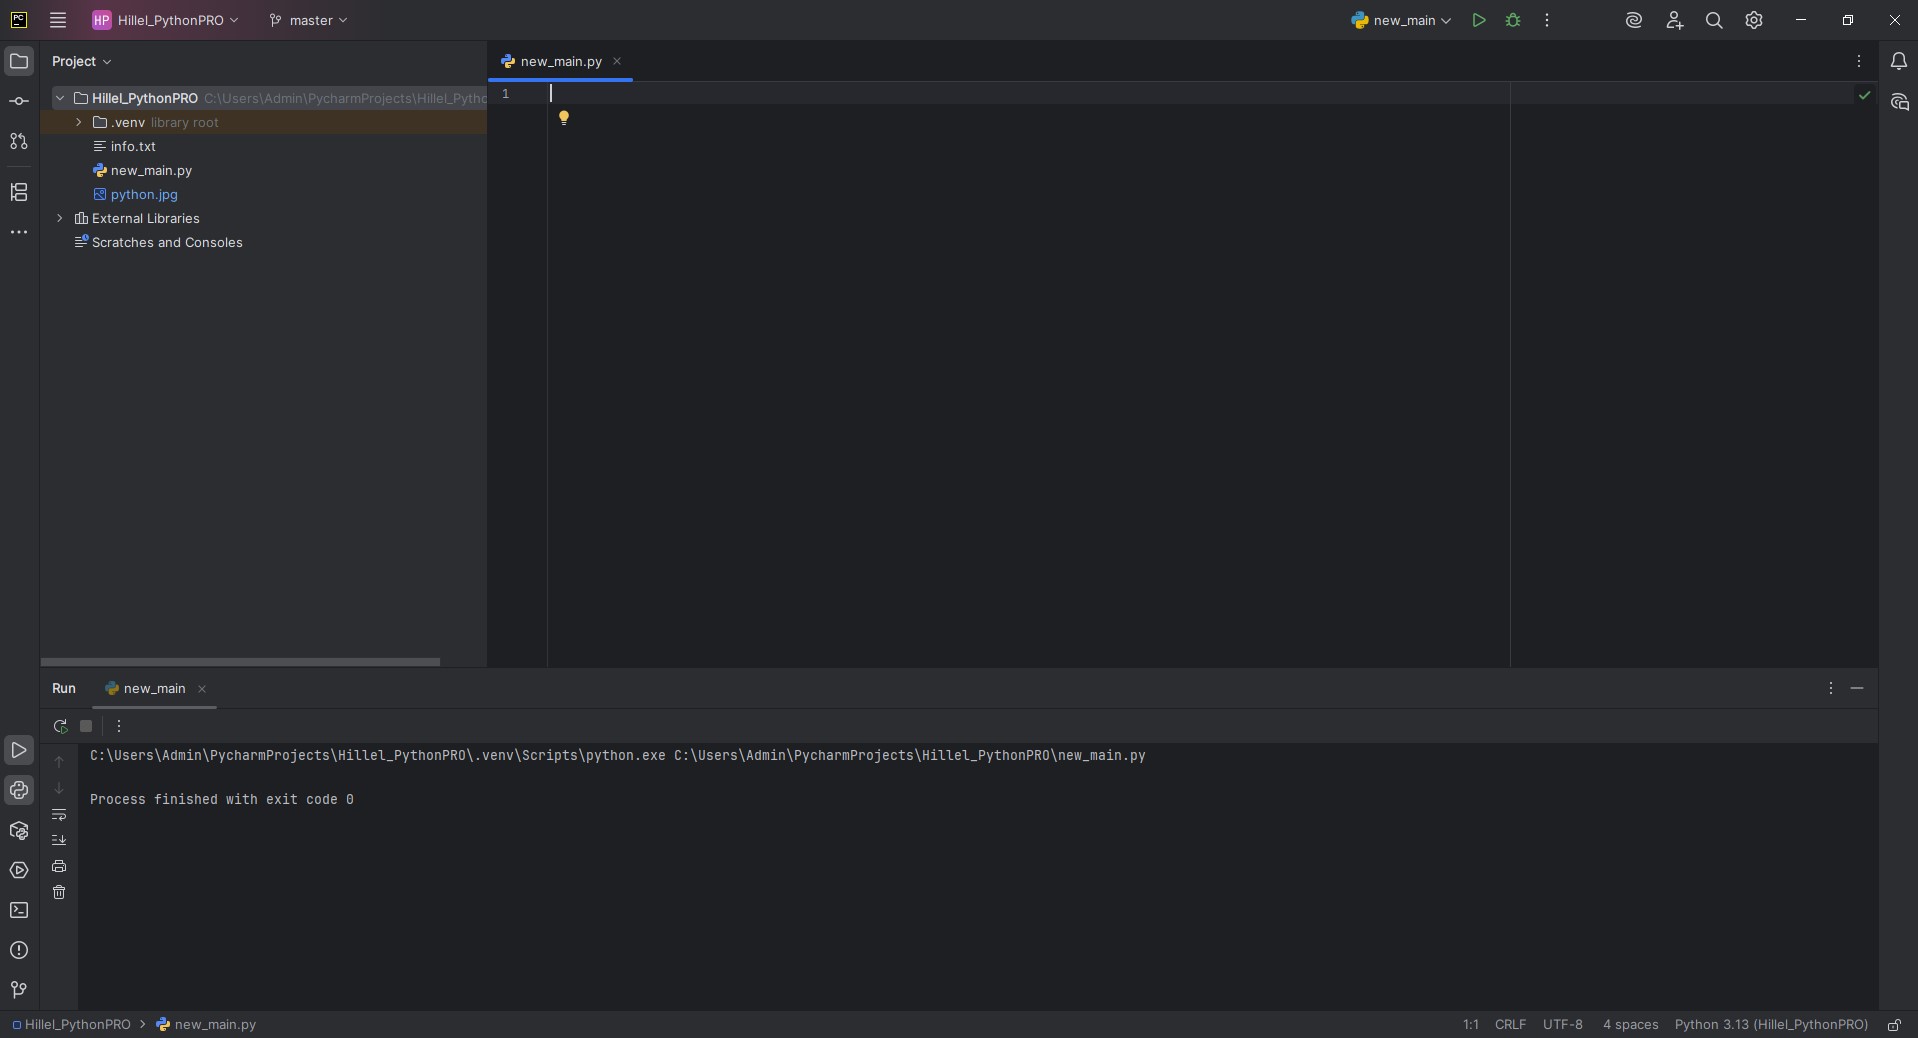 PC
HP Hillel_PythonPRO master new_main
Project
new_main.py
Hillel_PythonPRO C:\Users\Admin\PycharmProjects\Hillel_Pytho
.venv library root
info.txt
new_main.py
python.jpg
External Libraries
Scratches and Consoles
1
Run new_main
C:\Users\Admin\PycharmProjects\Hillel_PythonPRO\.venv\Scripts\python.exe C:\Users\Admin\PycharmProjects\Hillel_PythonPRO\new_main.py
Process finished with exit code 0
Hillel_PythonPRO new_main.py 1:1 CRLF UTF-8 4 spaces Python 3.13 (Hillel_PythonPRO)